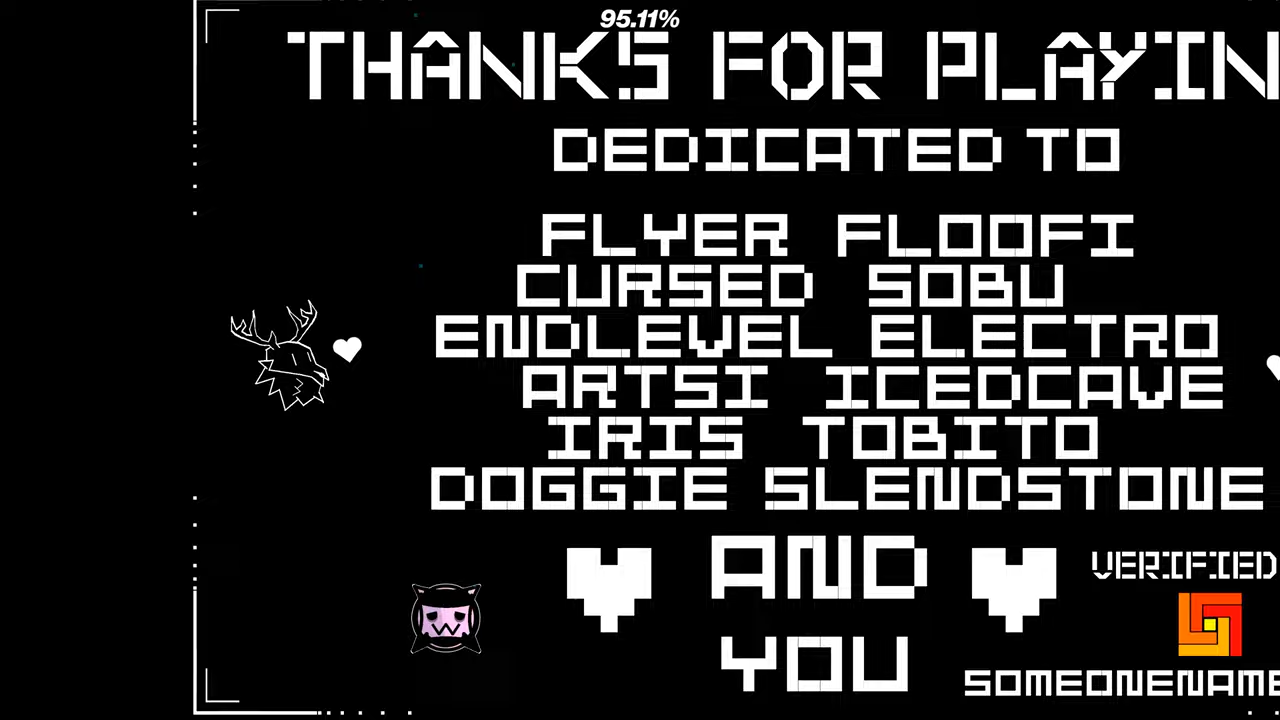 95.11%
THANKS FOR PLAYIN
DEDICATED TO
FLYER FLOOFI
CURSED SOBU
ENDLEVEL ELECTRO
ARTSI ICEDCAVE
IRIS TOBITO
DOGGIE SLENDSTONE
AND
YOU
VERIFIED
SOMEONENAME